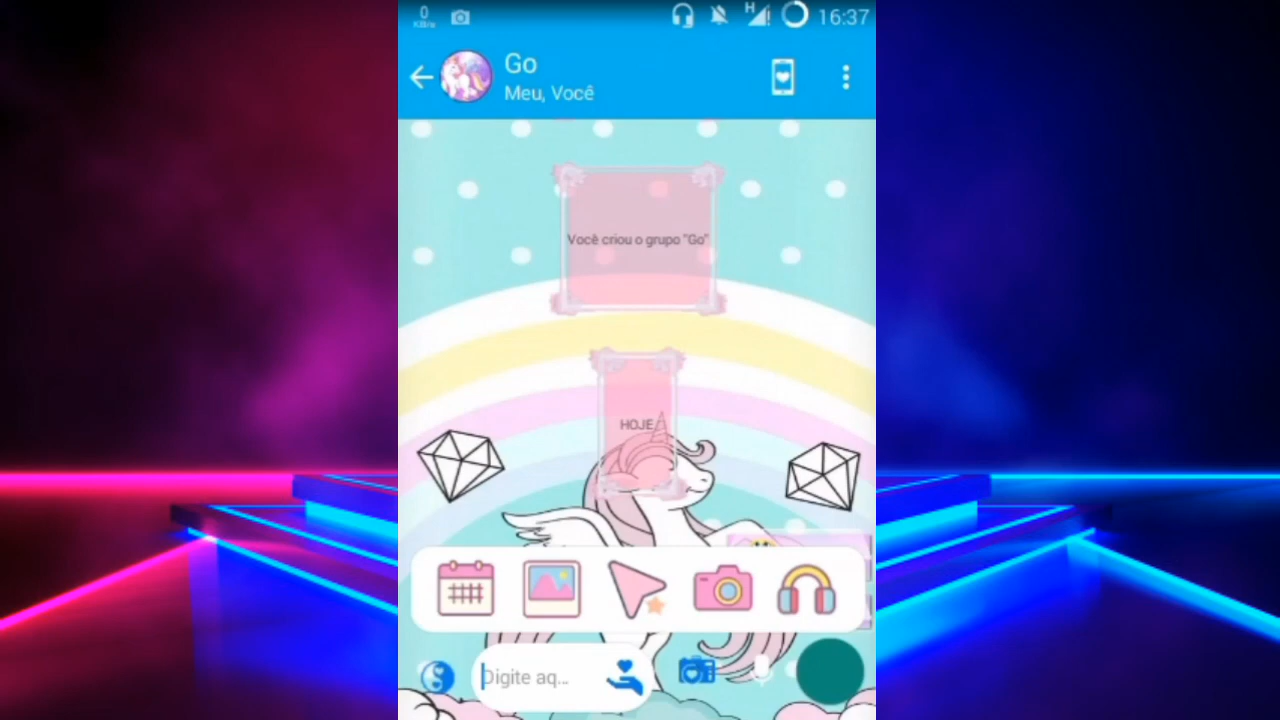 0
KB/s
H
16:37
Go
Meu, Você
Você criou o grupo "Go"
HOJE
Digite aq...